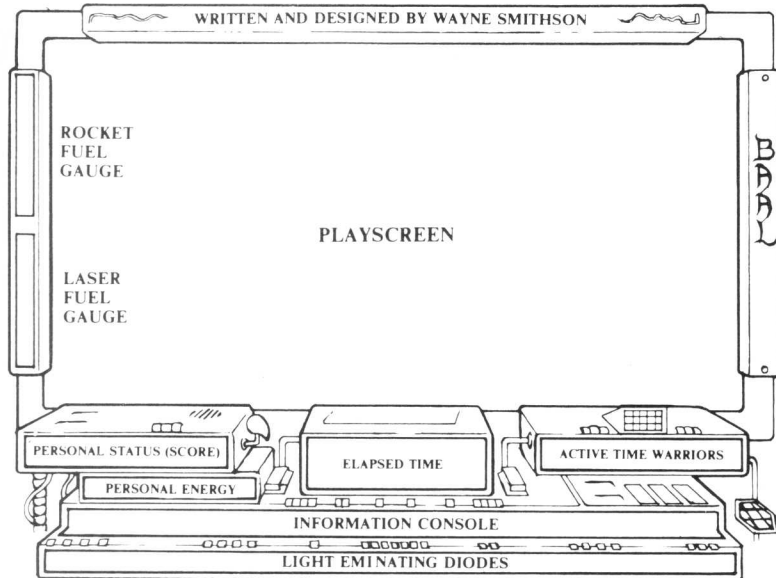 WRITTEN AND DESIGNED BY WAYNE SMITHSON
ROCKET
FUEL
GAUGE
BAAL
PLAYSCREEN
LASER
FUEL
GAUGE
PERSONAL STATUS (SCORE)
ELAPSED TIME
ACTIVE TIME WARRIORS
PERSONAL ENERGY
INFORMATION CONSOLE
LIGHT EMINATING DIODES